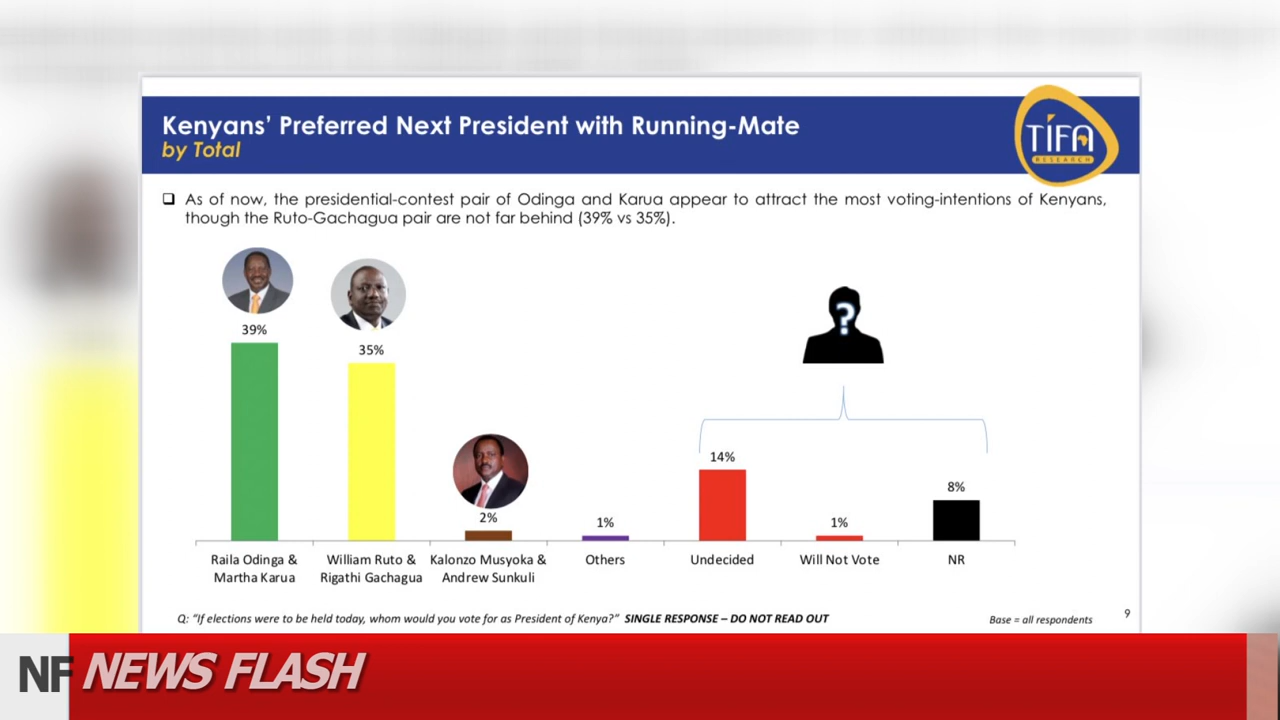 Kenyans’ Preferred Next President with Running-Mate
by Total
TIFA
RESEARCH
As of now, the presidential-contest pair of Odinga and Karua appear to attract the most voting-intentions of Kenyans,
though the Ruto-Gachagua pair are not far behind (39% vs 35%).
39%
35%
2%
1%
14%
1%
8%
?
Raila Odinga &
Martha Karua
William Ruto &
Rigathi Gachagua
Kalonzo Musyoka &
Andrew Sunkuli
Others
Undecided
Will Not Vote
NR
Q: “If elections were to be held today, whom would you vote for as President of Kenya?” SINGLE RESPONSE – DO NOT READ OUT
Base = all respondents
9
NF NEWS FLASH